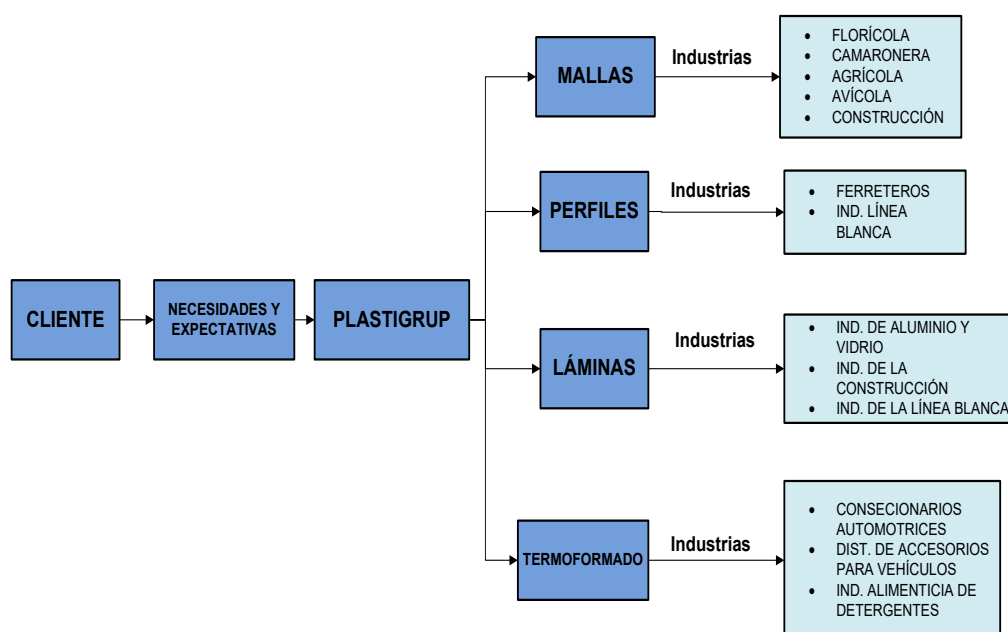 CLIENTE
NECESIDADES Y
EXPECTATIVAS
PLASTIGRUP
MALLAS
Industrias
• FLORÍCOLA
• CAMARONERA
• AGRÍCOLA
• AVÍCOLA
• CONSTRUCCIÓN
PERFILES
Industrias
• FERRETEROS
• IND. LÍNEA
BLANCA
LÁMINAS
Industrias
• IND. DE ALUMINIO Y
VIDRIO
• IND. DE LA
CONSTRUCCIÓN
• IND. DE LA LÍNEA BLANCA
TERMOFORMADO
Industrias
• CONSECIONARIOS
AUTOMOTRICES
• DIST. DE ACCESORIOS
PARA VEHÍCULOS
• IND. ALIMENTICIA DE
DETERGENTES